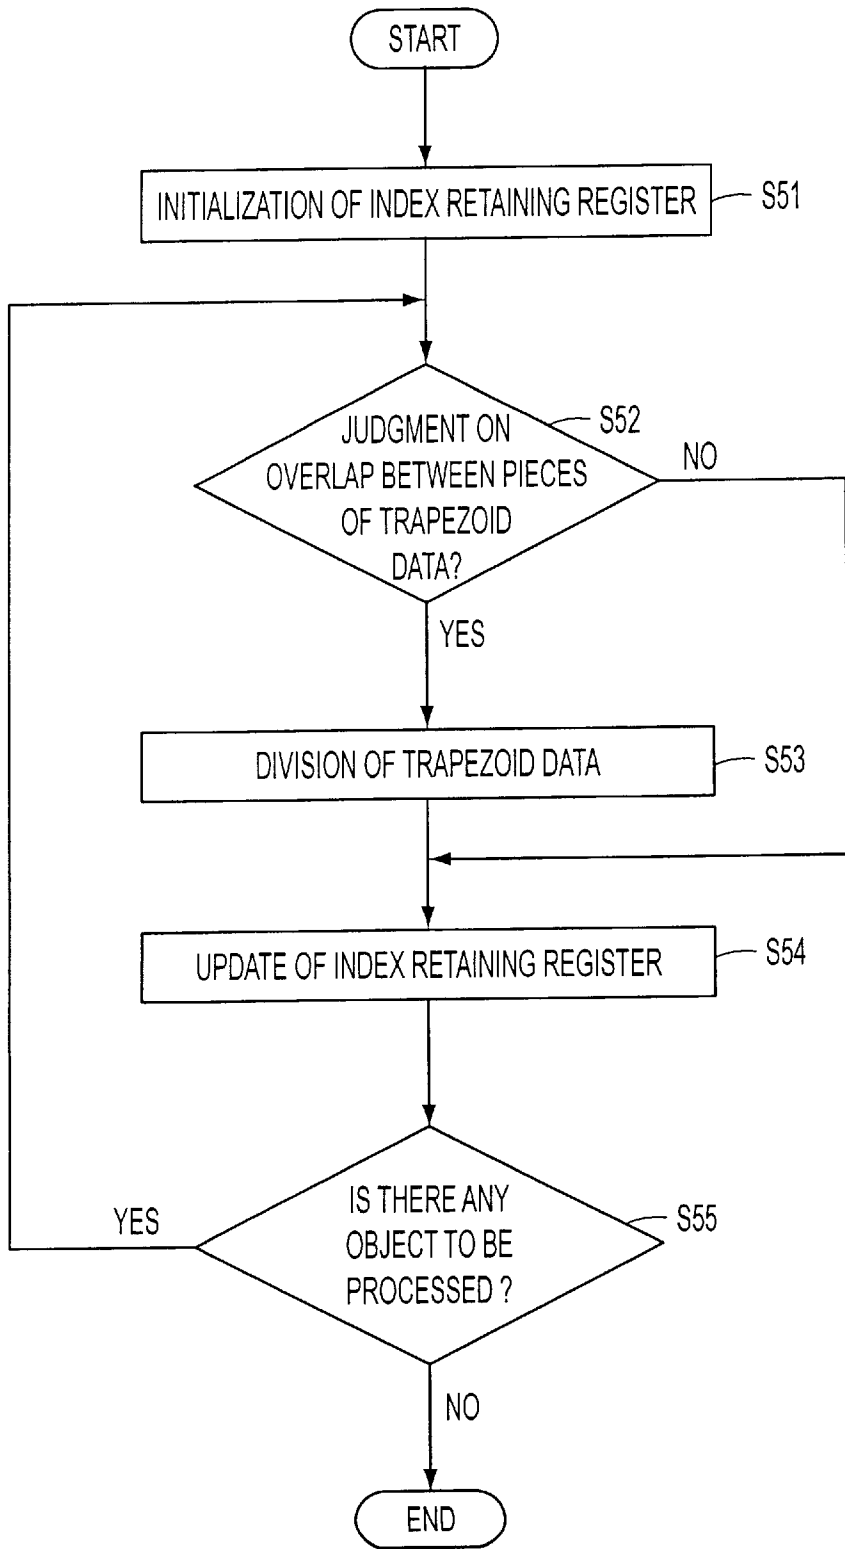 START
INITIALIZATION OF INDEX RETAINING REGISTER
S51
S52
JUDGMENT ON
OVERLAP BETWEEN PIECES
OF TRAPEZOID
DATA?
NO
YES
DIVISION OF TRAPEZOID DATA
S53
UPDATE OF INDEX RETAINING REGISTER
S54
IS THERE ANY
OBJECT TO BE
PROCESSED ?
S55
YES
NO
END